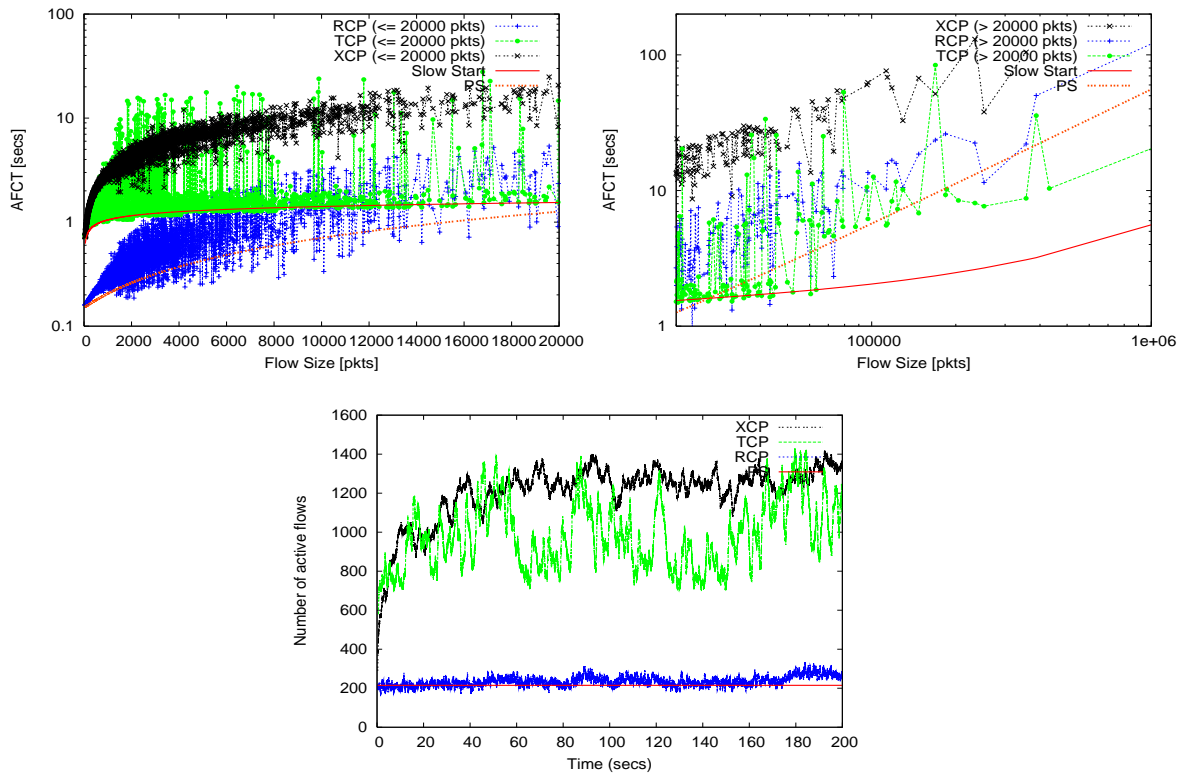 100
10
1
0.1
AFCT [secs]
0 2000 4000 6000 8000 10000 12000 14000 16000 18000 20000
Flow Size [pkts]
RCP (<= 20000 pkts)
TCP (<= 20000 pkts)
XCP (<= 20000 pkts)
Slow Start
PS
100
10
1
AFCT [secs]
100000 1e+06
Flow Size [pkts]
XCP (> 20000 pkts)
RCP (> 20000 pkts)
TCP (> 20000 pkts)
Slow Start
PS
1600
1400
1200
1000
800
600
400
200
0
Number of active flows
0 20 40 60 80 100 120 140 160 180 200
Time (secs)
XCP
TCP
RCP
PS